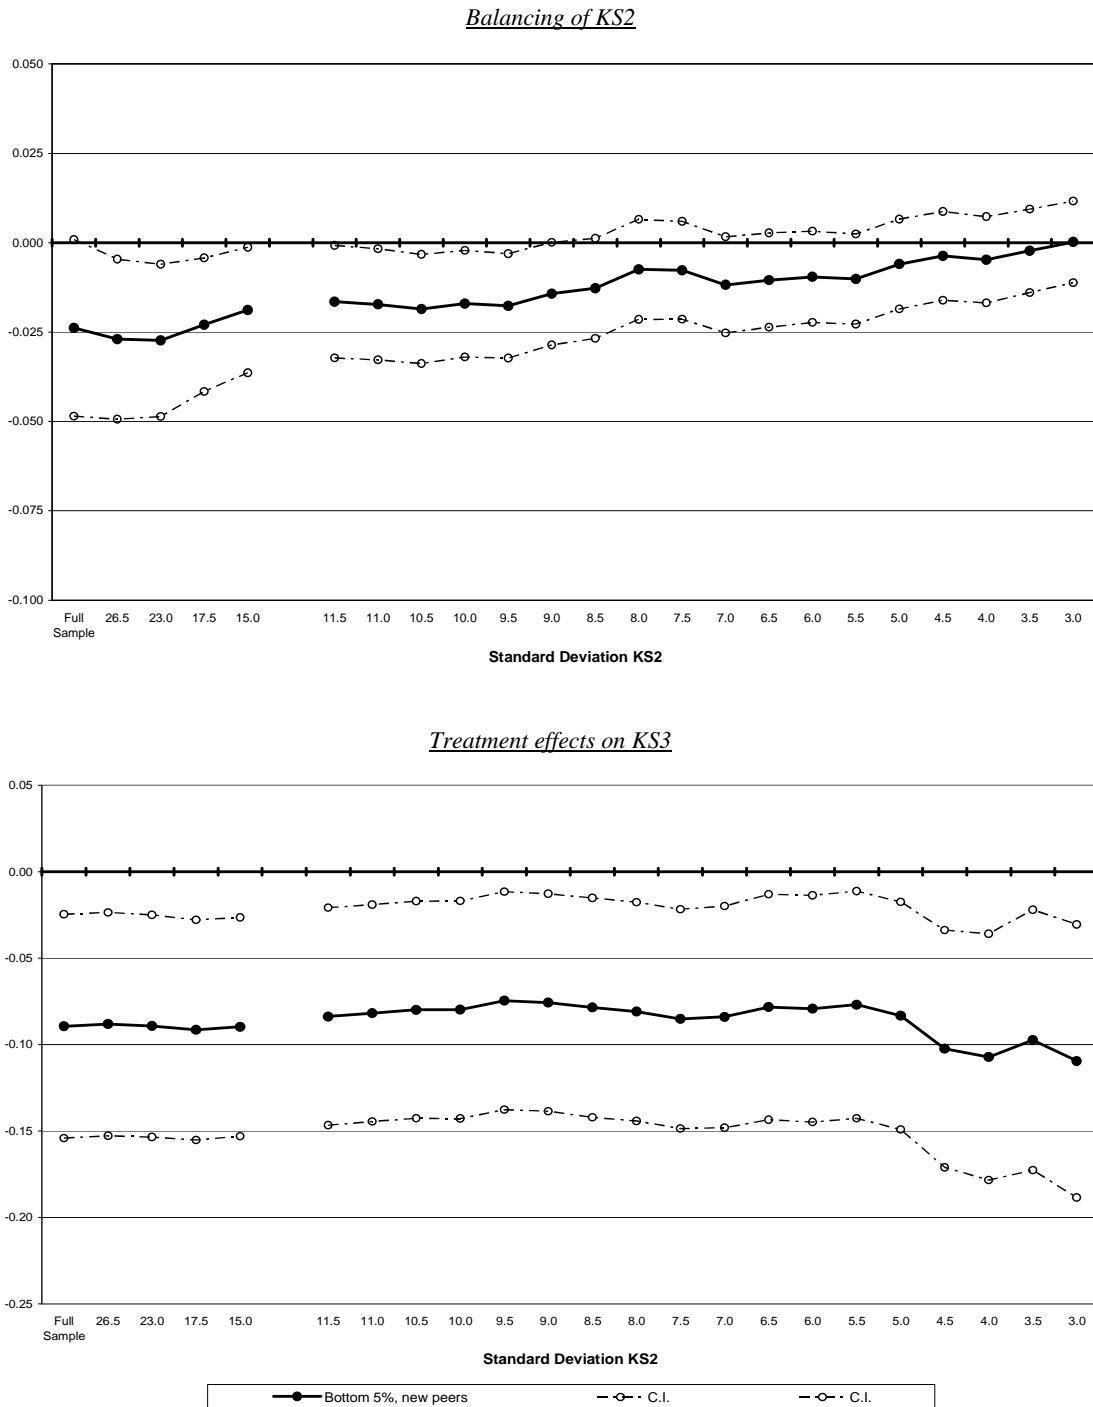 Balancing of KS2
0.050
0.025
0.000
-0.025
-0.050
-0.075
-0.100
Full Sample 26.5 23.0 17.5 15.0 11.5 11.0 10.5 10.0 9.5 9.0 8.5 8.0 7.5 7.0 6.5 6.0 5.5 5.0 4.5 4.0 3.5 3.0
Standard Deviation KS2
Treatment effects on KS3
0.05
0.00
-0.05
-0.10
-0.15
-0.20
-0.25
Full Sample 26.5 23.0 17.5 15.0 11.5 11.0 10.5 10.0 9.5 9.0 8.5 8.0 7.5 7.0 6.5 6.0 5.5 5.0 4.5 4.0 3.5 3.0
Standard Deviation KS2
Bottom 5%, new peers C.I. C.I.